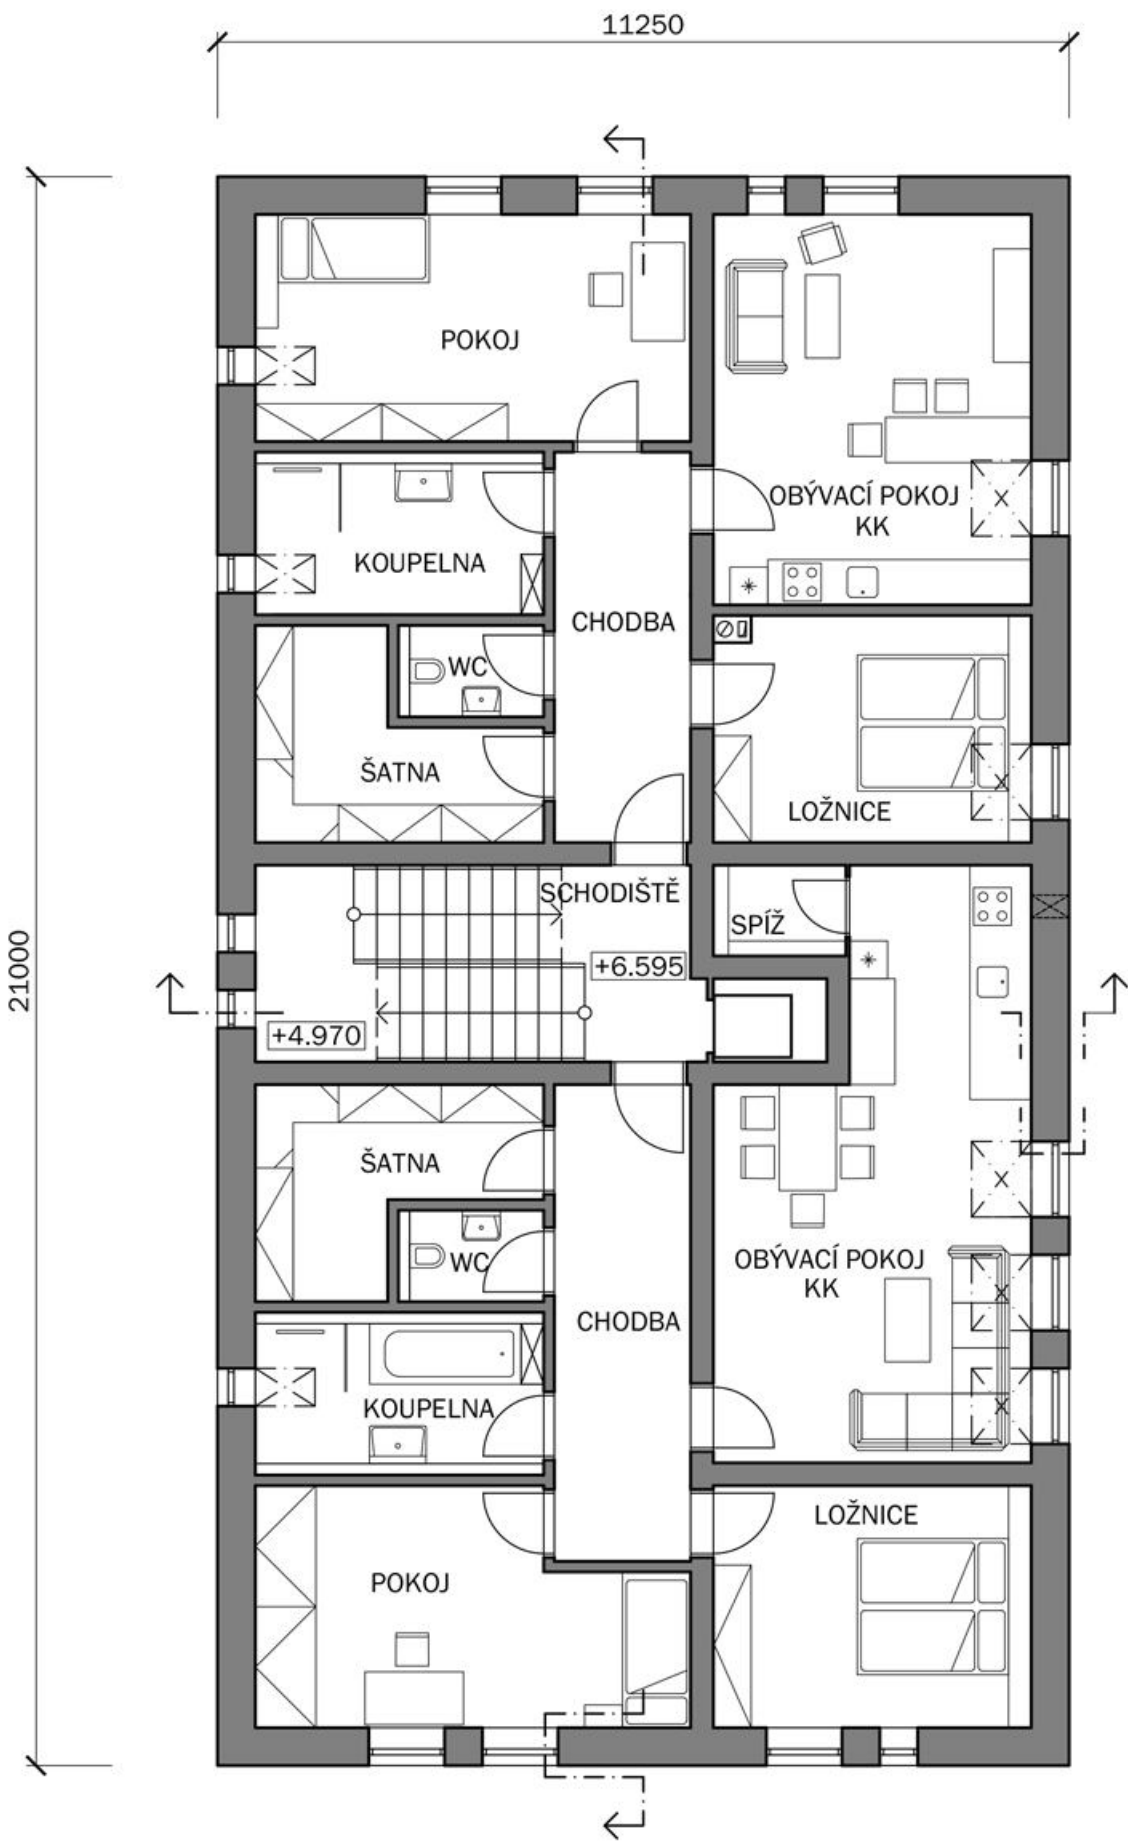 11250
POKOJ
OBÝVACÍ POKOJ
KK
KOUPELNA
CHODBA
WC
ŠATNA
LOŽNICE
SCHODIŠTĚ
SPÍŽ
+6.595
21000
+4.970
ŠATNA
WC
OBÝVACÍ POKOJ
KK
CHODBA
KOUPELNA
LOŽNICE
POKOJ